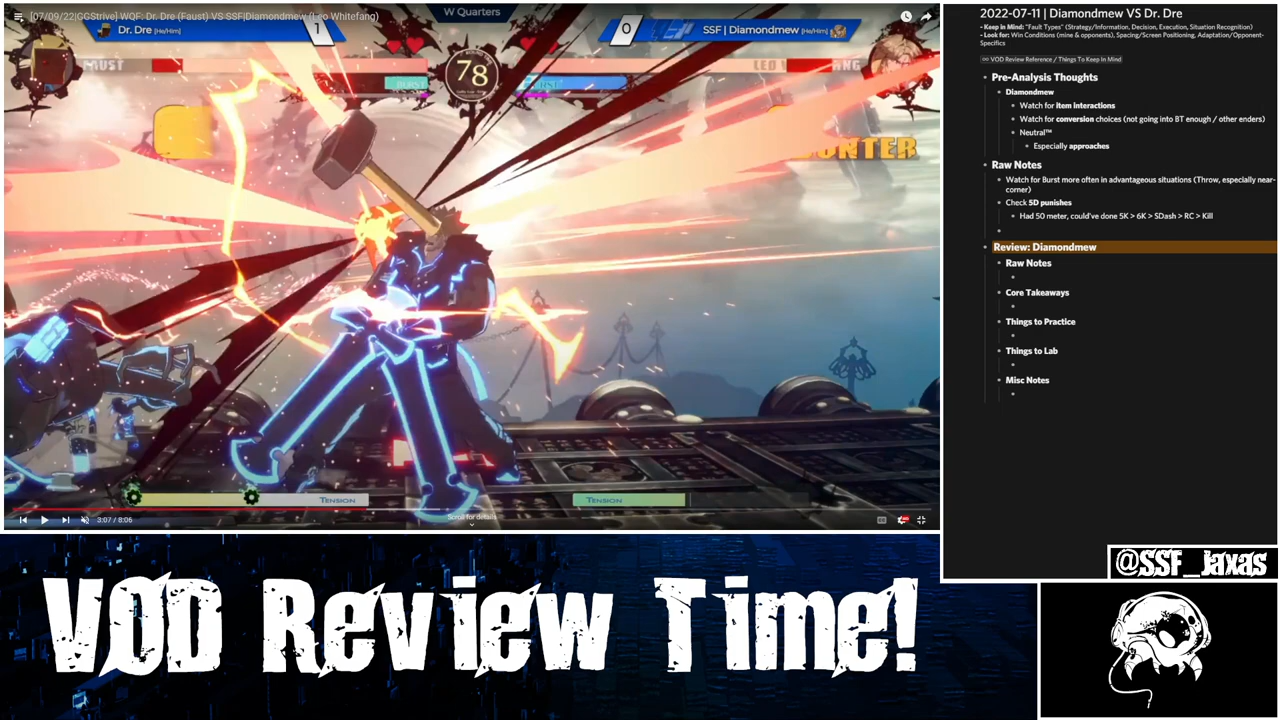 [07/09/22|GGStrive] WQF: Dr. Dre (Faust) VS SSF|Diamondmew (Leo Whitefang)
W Quarters
Dr. Dre [He/Him]
1
0
SSF | Diamondmew [He/Him]
FAUST
78
BURST
TENSION
TENSION
Scroll for details
3:07 / 8:06
2022-07-11 | Diamondmew VS Dr. Dre
- Keep in Mind: "Fault Types" (Strategy/Information, Decision, Execution, Situation Recognition)
- Look for: Win Conditions (mine & opponents), Spacing/Screen Positioning, Adaptation/Opponent-
Specifics
VOD Review Reference / Things To Keep In Mind
Pre-Analysis Thoughts
Diamondmew
Watch for item interactions
Watch for conversion choices (not going into BT enough / other enders)
Neutral™
Especially approaches
Raw Notes
Watch for Burst more often in advantageous situations (Throw, especially near-
corner)
Check 5D punishes
Had 50 meter, could've done 5K > 6K > SDash > RC > Kill
Review: Diamondmew
Raw Notes
Core Takeaways
Things to Practice
Things to Lab
Misc Notes
@SSF_Jaxas
VOD Review Time!